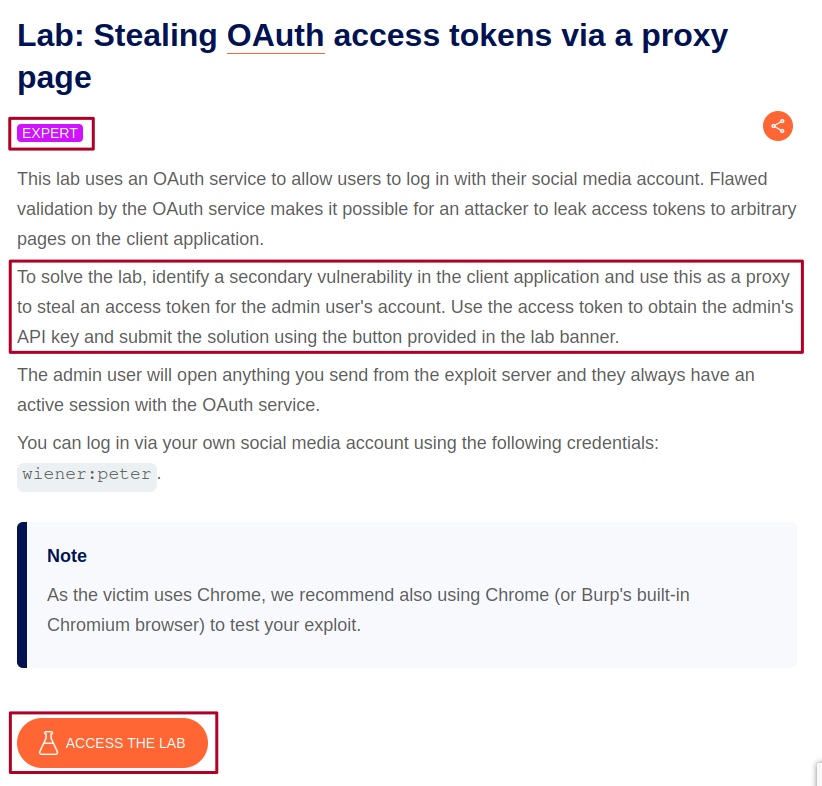 Lab: Stealing OAuth access tokens via a proxy
page
EXPERT
This lab uses an OAuth service to allow users to log in with their social media account. Flawed
validation by the OAuth service makes it possible for an attacker to leak access tokens to arbitrary
pages on the client application.
To solve the lab, identify a secondary vulnerability in the client application and use this as a proxy
to steal an access token for the admin user's account. Use the access token to obtain the admin's
API key and submit the solution using the button provided in the lab banner.
The admin user will open anything you send from the exploit server and they always have an
active session with the OAuth service.
You can log in via your own social media account using the following credentials:
wiener:peter.
Note
As the victim uses Chrome, we recommend also using Chrome (or Burp's built-in
Chromium browser) to test your exploit.
ACCESS THE LAB